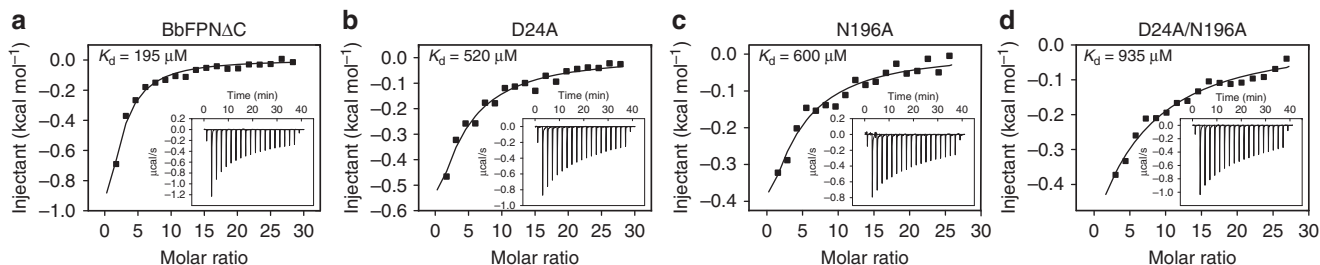 a BbFPNΔC
Injectant (kcal mol−1)
Kd = 195 μM
0.0
−0.2
−0.4
−0.6
−0.8
−1.0
0 5 10 15 20 25 30
Molar ratio
Time (min)
0 10 20 30 40
μcal/s
0.2
0.0
−0.2
−0.4
−0.6
−0.8
−1.0
−1.2
b D24A
Injectant (kcal mol−1)
Kd = 520 μM
0.0
−0.1
−0.2
−0.3
−0.4
−0.5
−0.6
0 5 10 15 20 25 30
Molar ratio
Time (min)
0 10 20 30 40
μcal/s
0.2
0.0
−0.2
−0.4
−0.6
−0.8
−1.0
c N196A
Injectant (kcal mol−1)
Kd = 600 μM
0.0
−0.1
−0.2
−0.3
−0.4
0 5 10 15 20 25 30
Molar ratio
Time (min)
0 10 20 30 40
μcal/s
0.2
0.0
−0.2
−0.4
−0.6
−0.8
d D24A/N196A
Injectant (kcal mol−1)
Kd = 935 μM
0.0
−0.1
−0.2
−0.3
−0.4
0 5 10 15 20 25 30
Molar ratio
Time (min)
0 10 20 30 40
μcal/s
0.2
0.0
−0.2
−0.4
−0.6
−0.8
−1.0